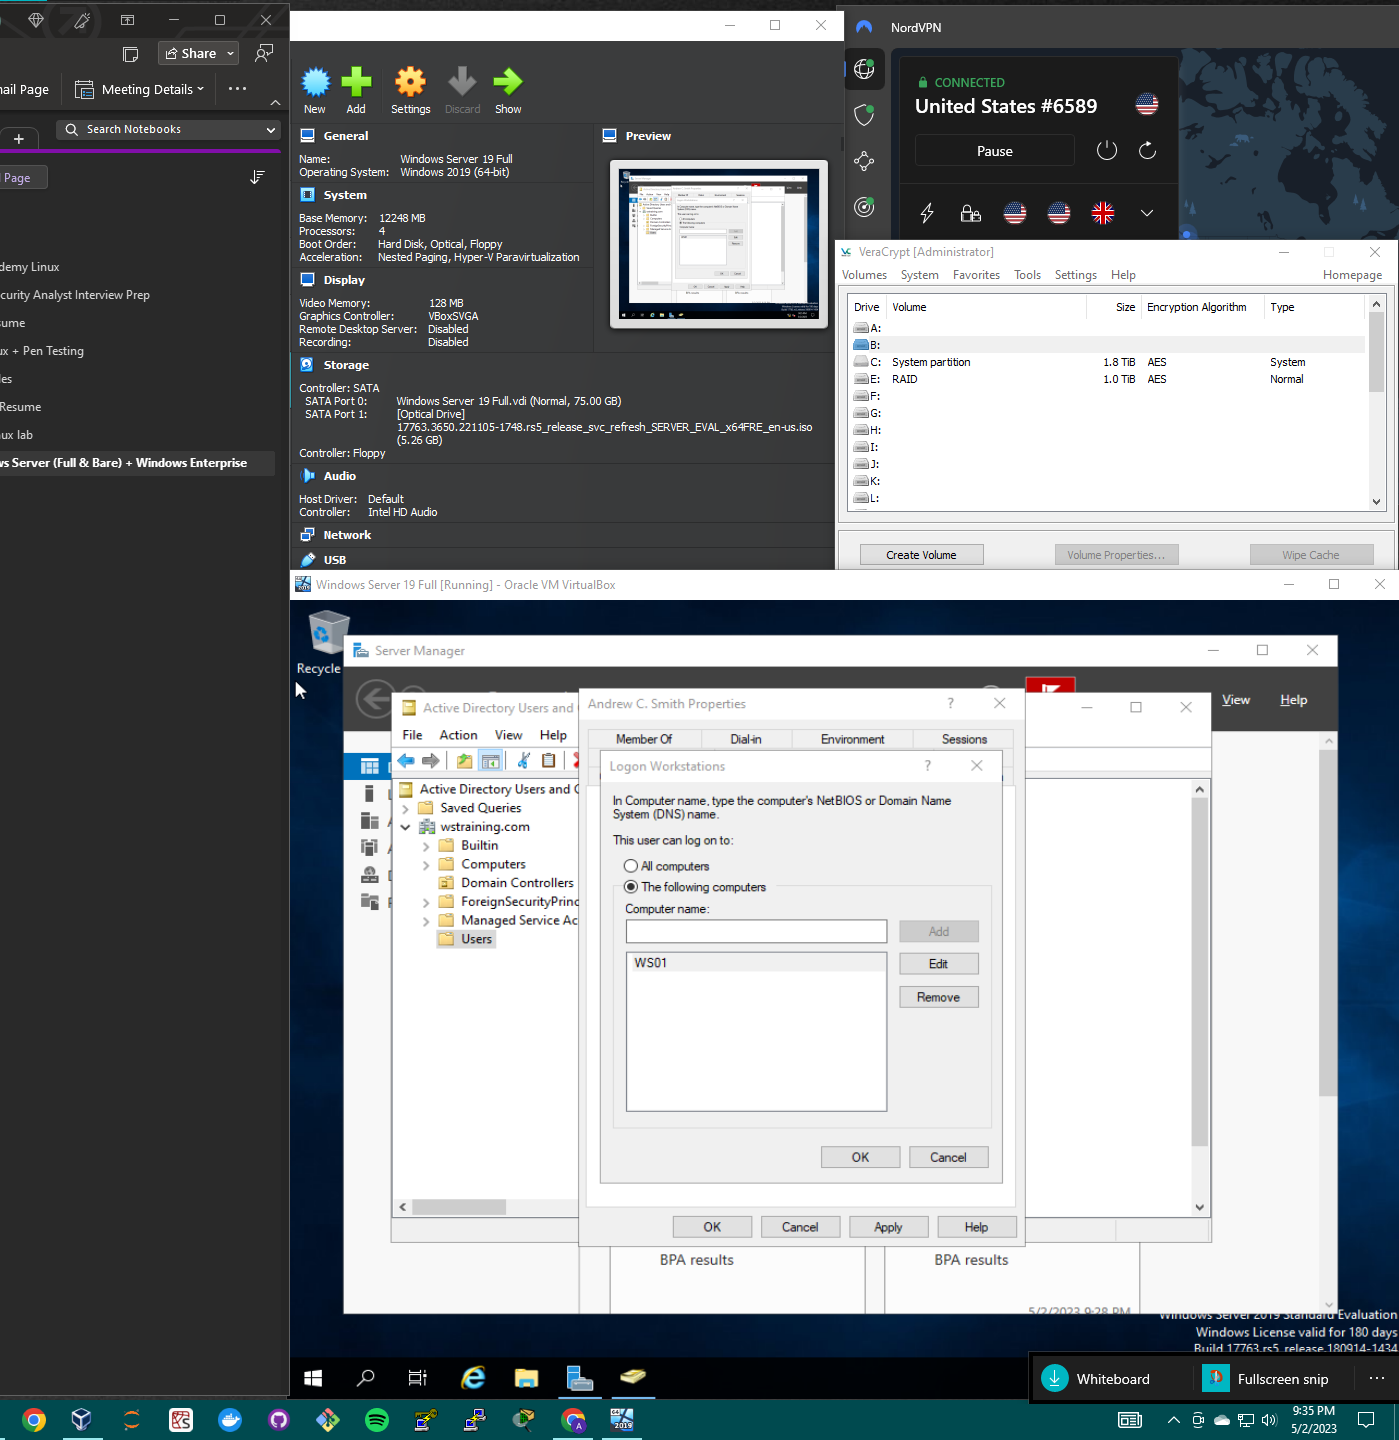 Share
ail Page
Meeting Details
Search Notebooks
Page
demy Linux
curity Analyst Interview Prep
sume
ux + Pen Testing
les
Resume
nux lab
ws Server (Full & Bare) + Windows Enterprise
New
Add
Settings
Discard
Show
General
Name: Windows Server 19 Full
Operating System: Windows 2019 (64-bit)
System
Base Memory: 12248 MB
Processors: 4
Boot Order: Hard Disk, Optical, Floppy
Acceleration: Nested Paging, Hyper-V Paravirtualization
Display
Video Memory: 128 MB
Graphics Controller: VBoxSVGA
Remote Desktop Server: Disabled
Recording: Disabled
Storage
Controller: SATA
SATA Port 0: Windows Server 19 Full.vdi (Normal, 75.00 GB)
SATA Port 1: [Optical Drive]
17763.3650.221105-1748.rs5_release_svc_refresh_SERVER_EVAL_x64FRE_en-us.iso
(5.26 GB)
Controller: Floppy
Audio
Host Driver: Default
Controller: Intel HD Audio
Network
USB
Preview
NordVPN
CONNECTED
United States #6589
Pause
VeraCrypt [Administrator]
Volumes System Favorites Tools Settings Help Homepage
Drive Volume Size Encryption Algorithm Type
A:
B:
C: System partition 1.8 TiB AES System
E: RAID 1.0 TiB AES Normal
F:
G:
H:
I:
J:
K:
L:
Create Volume
Volume Properties...
Wipe Cache
Windows Server 19 Full [Running] - Oracle VM VirtualBox
Recycle
Server Manager
View Help
Active Directory Users and
File Action View Help
Active Directory Users and C
Saved Queries
wstraining.com
Builtin
Computers
Domain Controllers
ForeignSecurityPrinc
Managed Service Ac
Users
Andrew C. Smith Properties
Member Of Dial-in Environment Sessions
Logon Workstations
In Computer name, type the computer's NetBIOS or Domain Name
System (DNS) name.
This user can log on to:
All computers
The following computers
Computer name:
Add
WS01
Edit
Remove
OK Cancel
OK Cancel Apply Help
BPA results
BPA results
5/2/2023 9:28 PM
Windows Server 2019 Standard Evaluation
Windows License valid for 180 days
Build 17763.rs5_release.180914-1434
Whiteboard
Fullscreen snip
2019
9:35 PM
5/2/2023